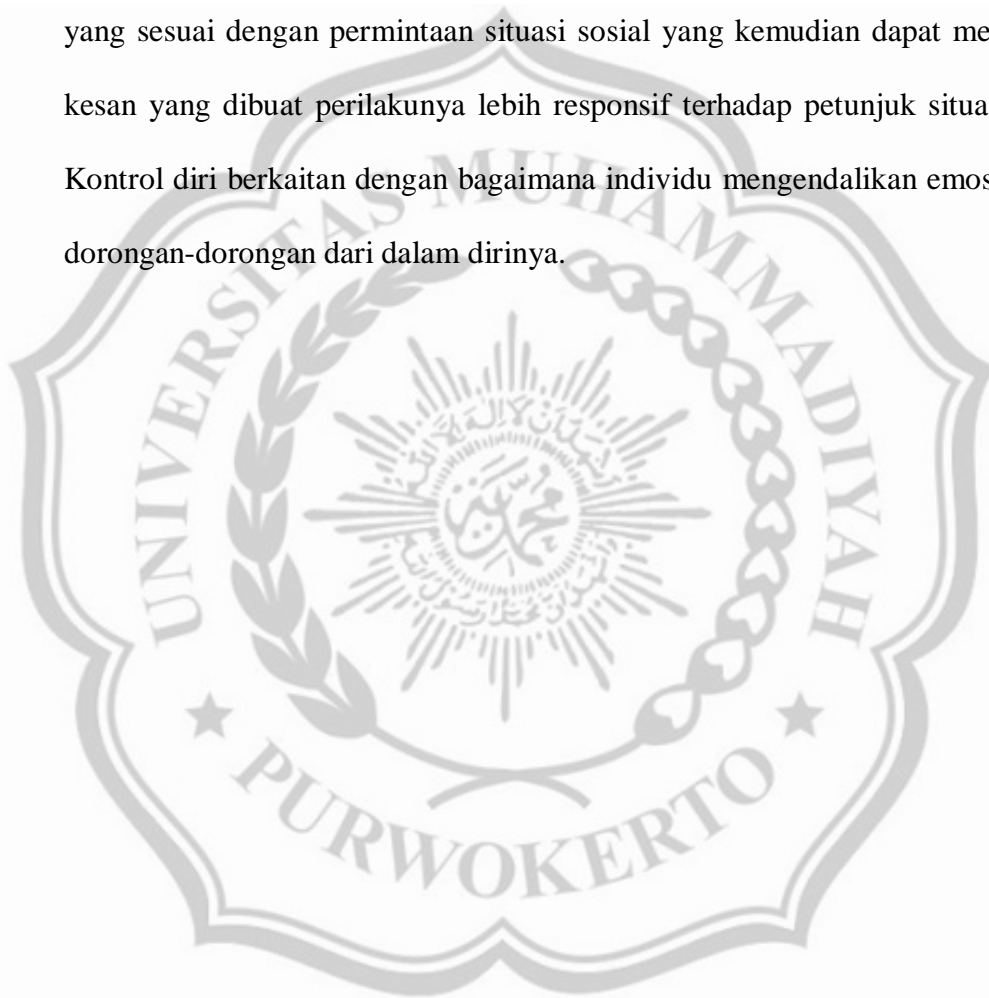 yang sesuai dengan permintaan situasi sosial yang kemudian dapat me
kesan yang dibuat perilakunya lebih responsif terhadap petunjuk situa
Kontrol diri berkaitan dengan bagaimana individu mengendalikan emos
dorongan-dorongan dari dalam dirinya.
UNIVERSITAS MUHAMMADIYAH
PURWOKERTO
محمد